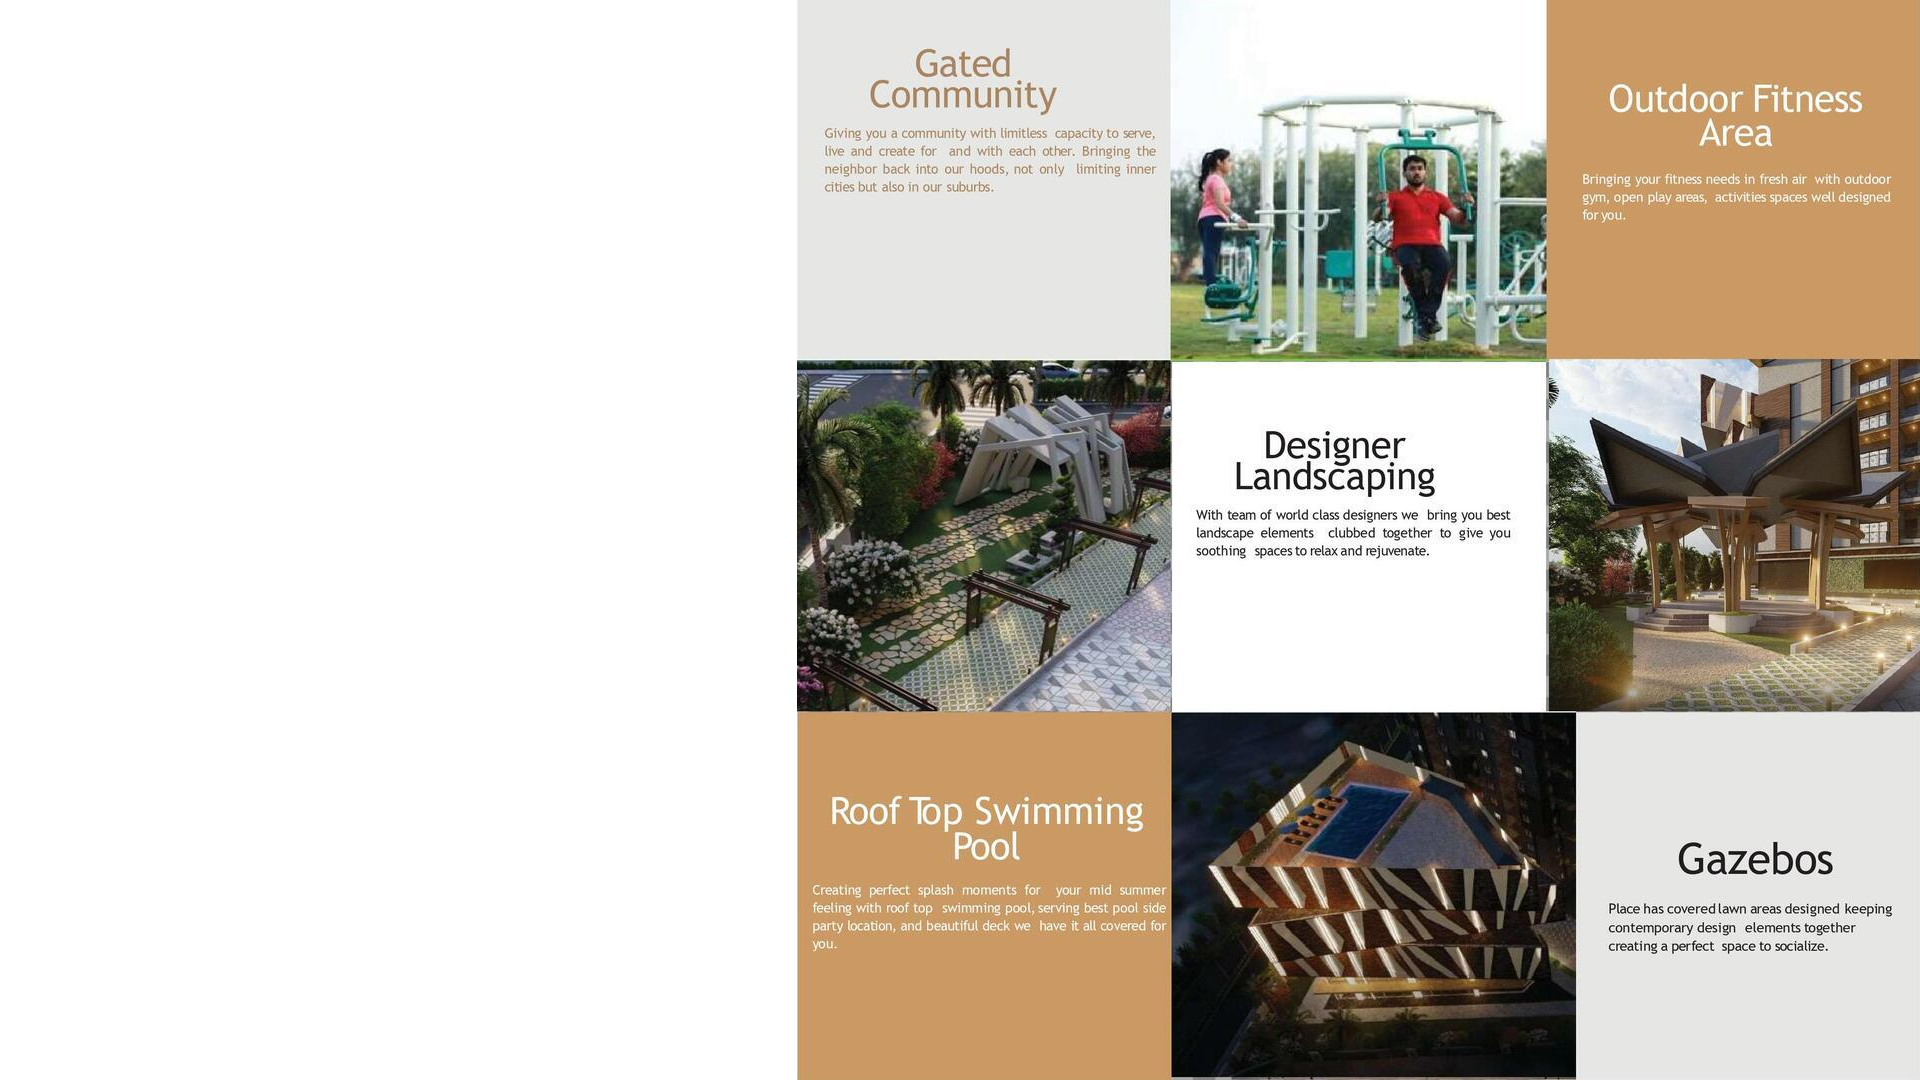 Gated
Community
Giving you a community with limitless capacity to serve,
live and create for and with each other. Bringing the
neighbor back into our hoods, not only limiting inner
cities but also in our suburbs.
Outdoor Fitness
Area
Bringing your fitness needs in fresh air with outdoor
gym, open play areas, activities spaces well designed
for you.
Designer
Landscaping
With team of world class designers we bring you best
landscape elements clubbed together to give you
soothing spaces to relax and rejuvenate.
Roof Top Swimming
Pool
Creating perfect splash moments for your mid summer
feeling with roof top swimming pool, serving best pool side
party location, and beautiful deck we have it all covered for
you.
Gazebos
Place has covered lawn areas designed keeping
contemporary design elements together
creating a perfect space to socialize.